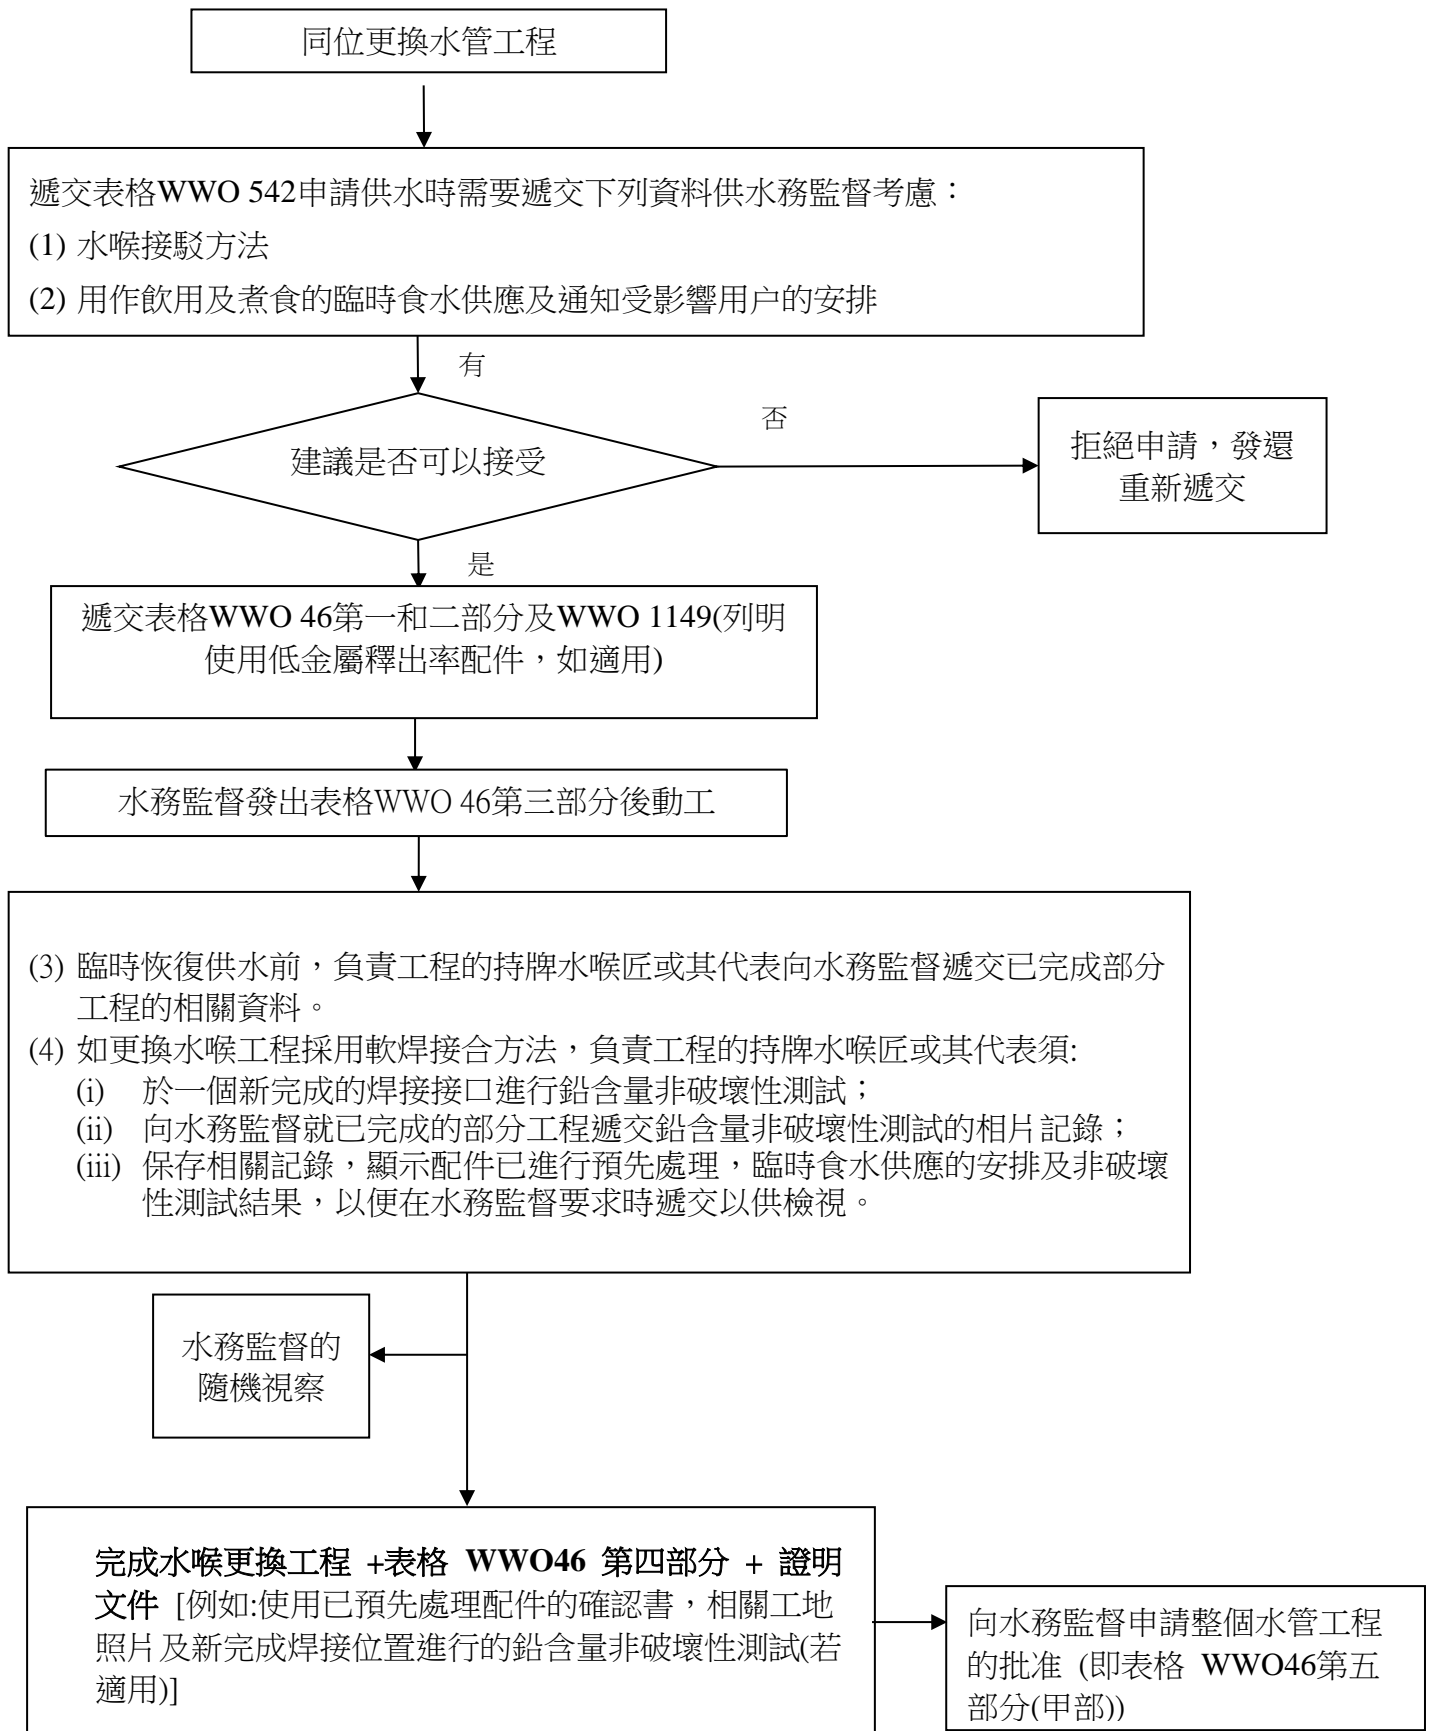 同位更換水管工程
遞交表格WWO 542申請供水時需要遞交下列資料供水務監督考慮：
(1) 水喉接駁方法
(2) 用作飲用及煮食的臨時食水供應及通知受影響用户的安排
有
建議是否可以接受
否
拒絕申請，發還
重新遞交
是
遞交表格WWO 46第一和二部分及WWO 1149(列明
使用低金屬釋出率配件，如適用)
水務監督發出表格WWO 46第三部分後動工
(3) 臨時恢復供水前，負責工程的持牌水喉匠或其代表向水務監督遞交已完成部分
工程的相關資料。
(4) 如更換水喉工程採用軟焊接合方法，負責工程的持牌水喉匠或其代表須:
(i) 於一個新完成的焊接接口進行鉛含量非破壞性測試；
(ii) 向水務監督就已完成的部分工程遞交鉛含量非破壞性測試的相片記錄；
(iii) 保存相關記錄，顯示配件已進行預先處理，臨時食水供應的安排及非破壞
性測試結果，以便在水務監督要求時遞交以供檢視。
水務監督的
隨機視察
完成水喉更換工程 +表格 WWO46 第四部分 + 證明
文件 [例如:使用已預先處理配件的確認書，相關工地
照片及新完成焊接位置進行的鉛含量非破壞性測試(若
適用)]
向水務監督申請整個水管工程
的批准 (即表格 WWO46第五
部分(甲部))